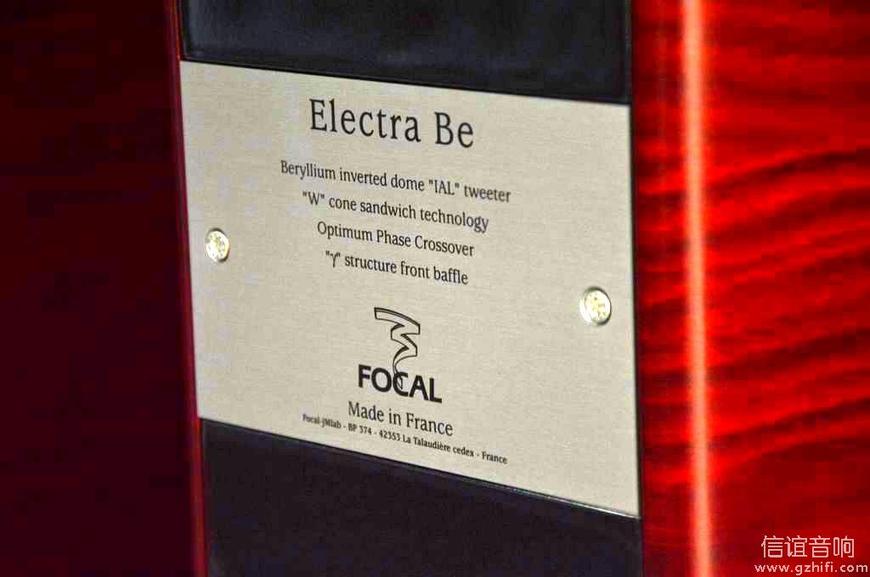 Electra Be
Beryllium inverted dome "IAL" tweeter
"W" cone sandwich technology
Optimum Phase Crossover
"γ" structure front baffle
FOCAL
Made in France
Focal-JMlab - BP 374 - 42353 La Talaudière cedex - France
信谊音响
www.gzhifi.com